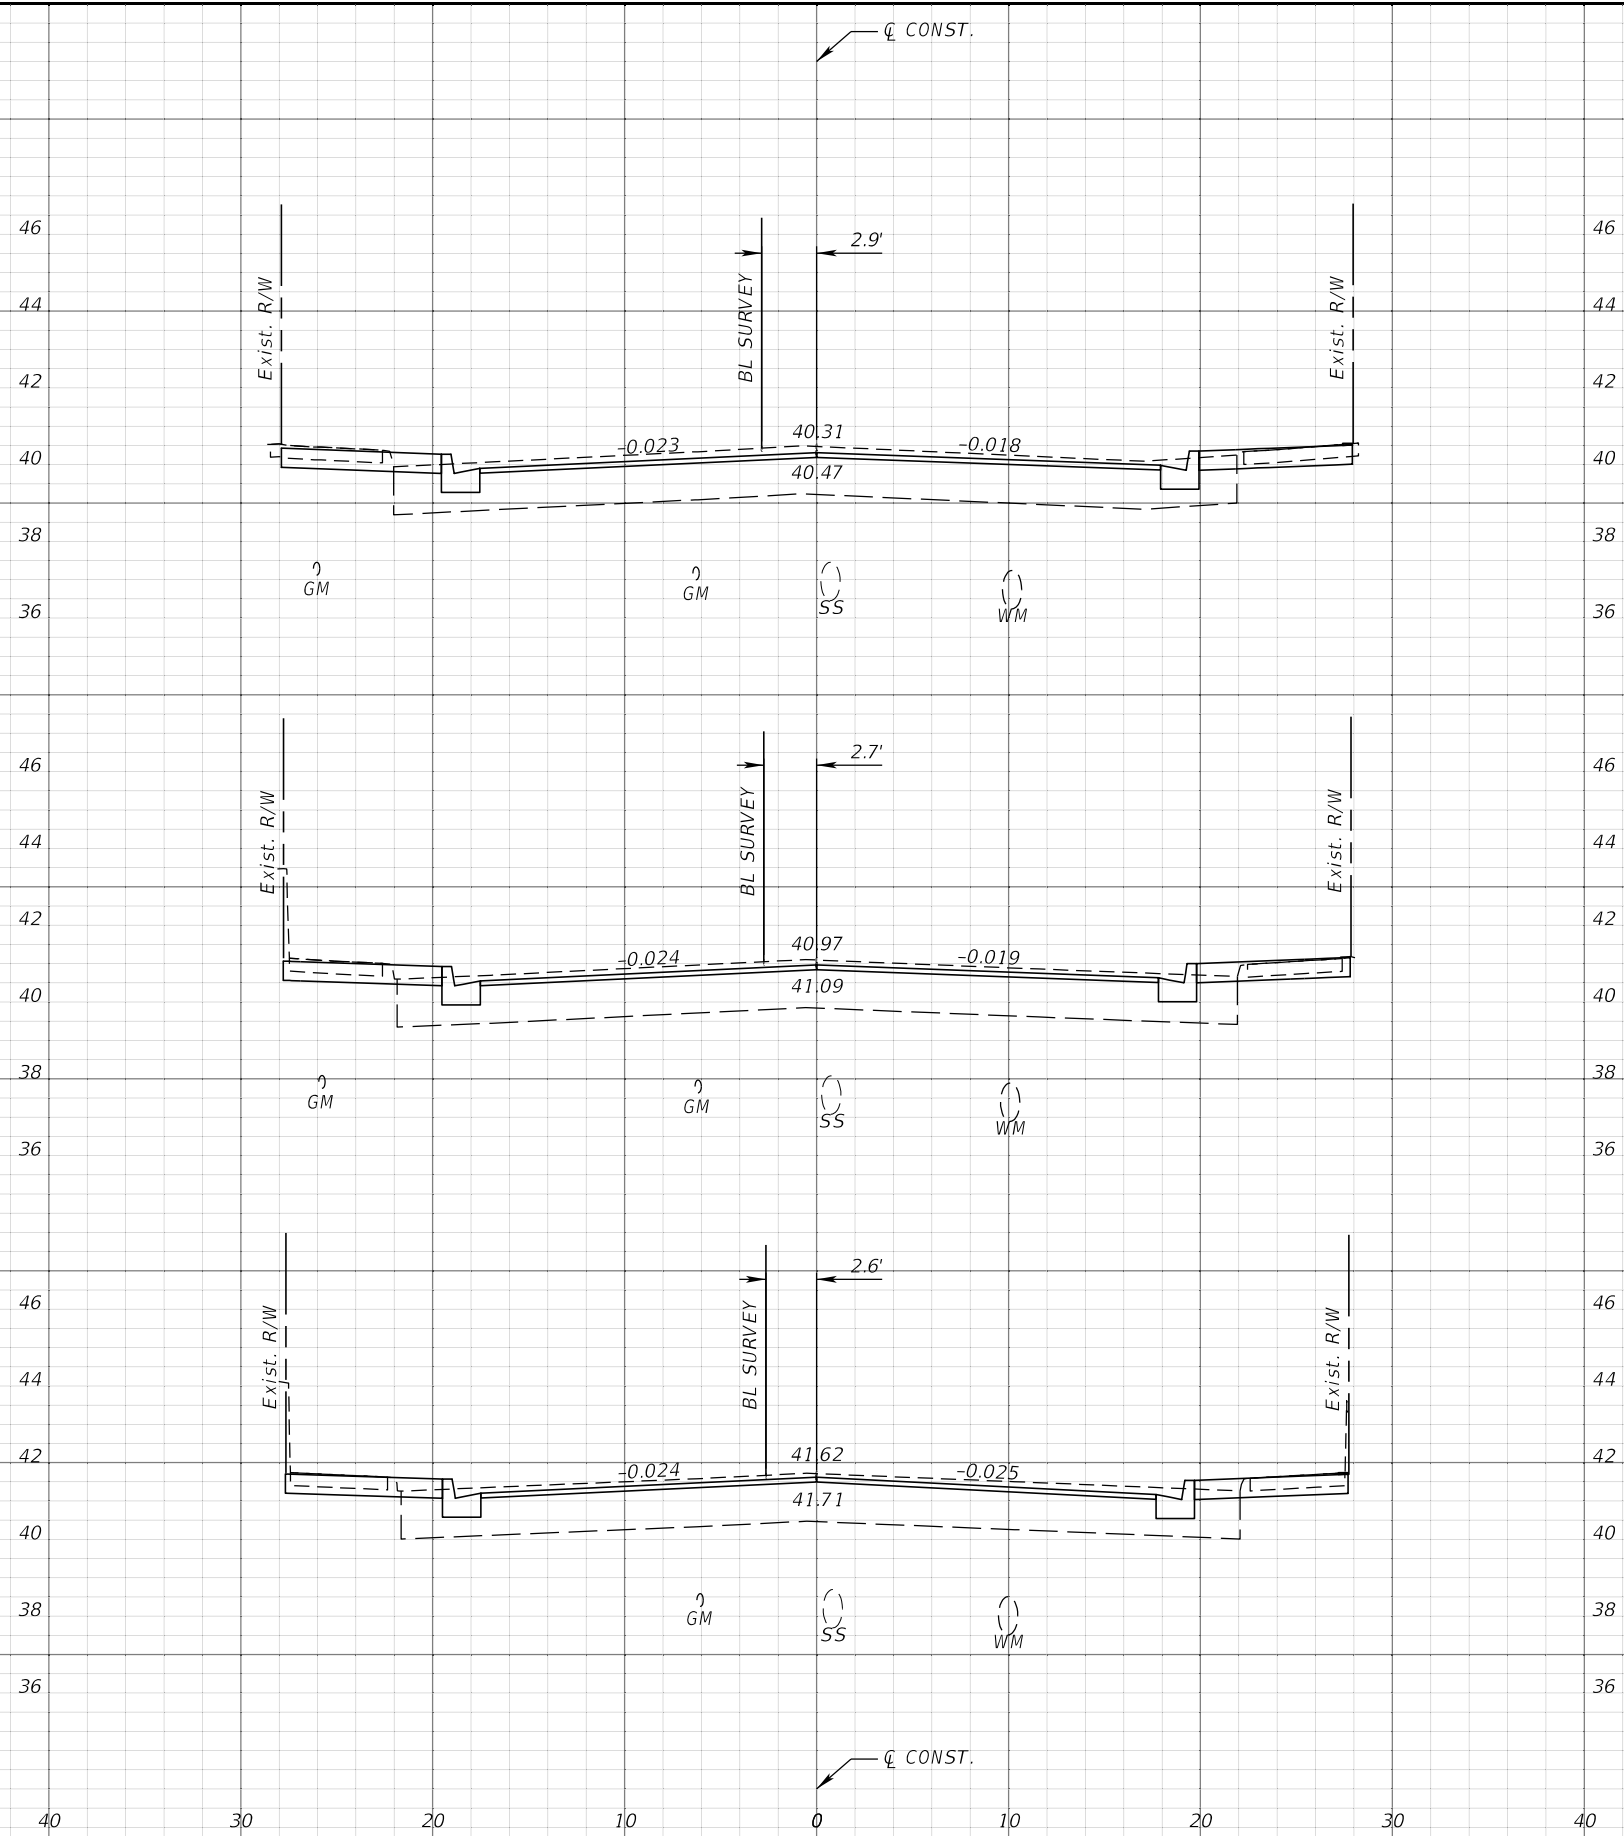 ℄ CONST.
46 46
2.9'
44 Exist. R/W BL SURVEY Exist. R/W 44
42 42
40.31
-0.023 -0.018
40 40
40.47
38 38
GM GM SS WM
36 36
2.7'
46 46
Exist. R/W BL SURVEY Exist. R/W
44 44
42 42
40.97
-0.024 -0.019
41.09
40 40
38 38
GM GM SS WM
36 36
2.6'
46 46
Exist. R/W BL SURVEY Exist. R/W
44 44
42 41.62 42
-0.024 -0.025
41.71
40 40
38 38
GM SS WM
36 36
℄ CONST.
40 30 20 10 0 10 20 30 40